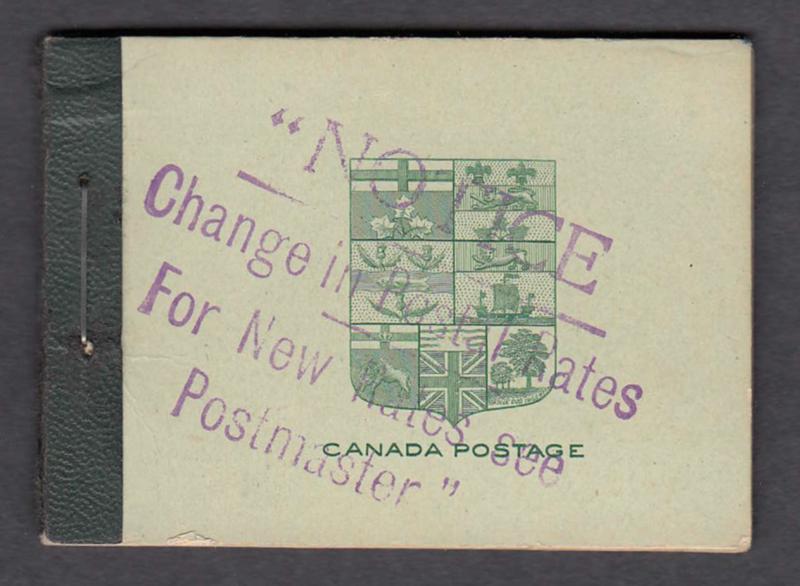 “NOTICE
Change in Postal Rates
For New Rates see
Postmaster”
CANADA POSTAGE